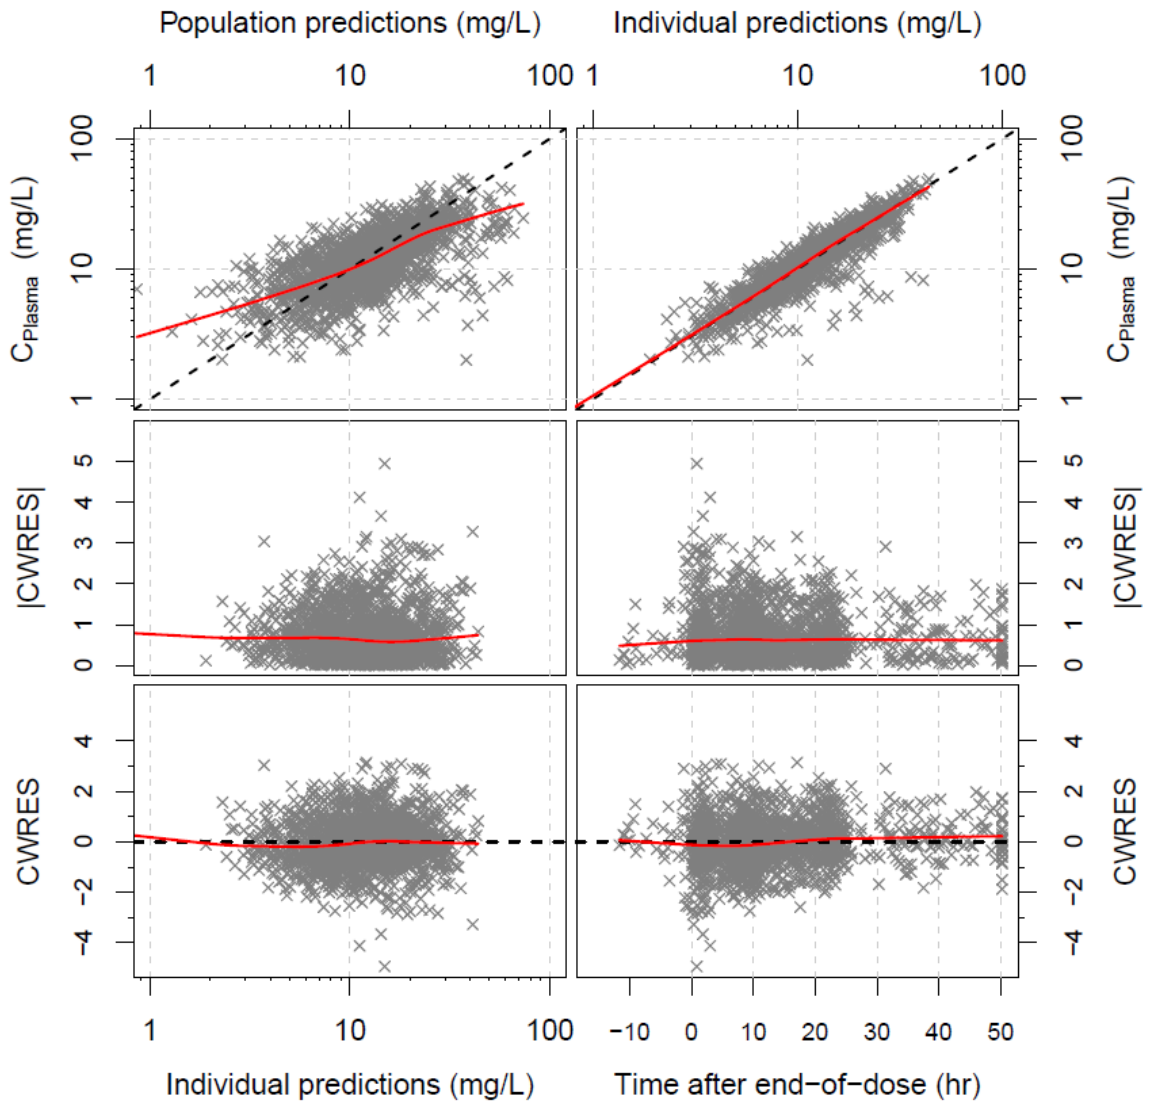 Population predictions (mg/L) Individual predictions (mg/L)
1 10 100 1 10 100
C_Plasma (mg/L)
100
10
1
100
10
1
C_Plasma (mg/L)
|CWRES|
5
4
3
2
1
0
5
4
3
2
1
0
|CWRES|
CWRES
4
2
0
−2
−4
4
2
0
−2
−4
CWRES
1 10 100 −10 0 10 20 30 40 50
Individual predictions (mg/L) Time after end−of−dose (hr)